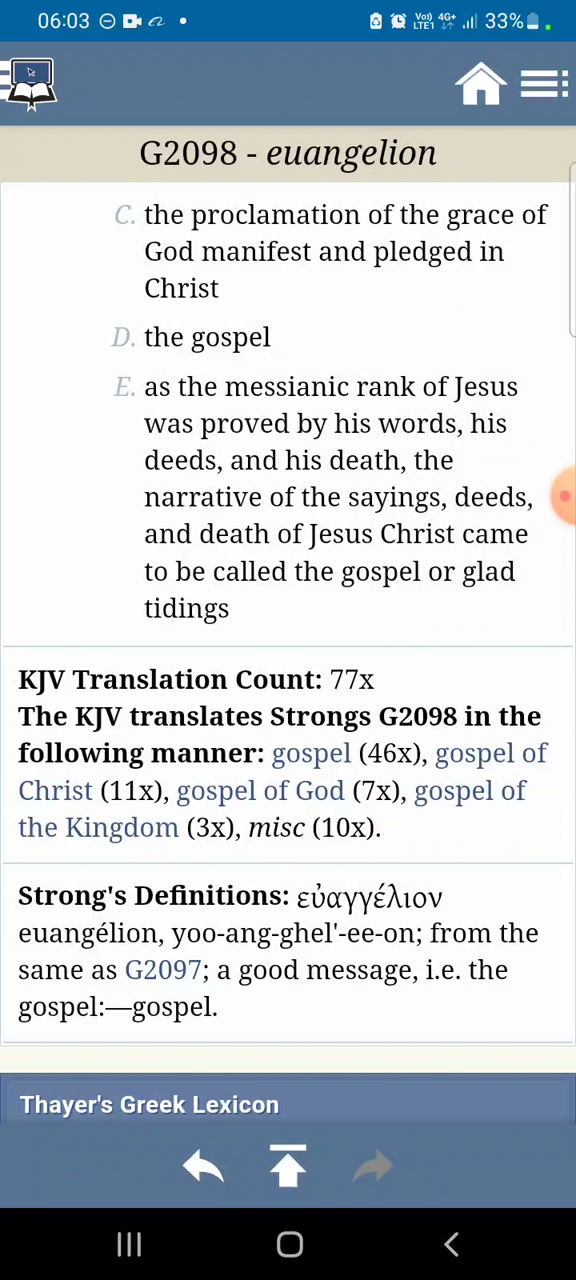 06:03
Vo)) LTE1 4G+ 33%
G2098 - euangelion
C. the proclamation of the grace of
God manifest and pledged in
Christ
D. the gospel
E. as the messianic rank of Jesus
was proved by his words, his
deeds, and his death, the
narrative of the sayings, deeds,
and death of Jesus Christ came
to be called the gospel or glad
tidings
KJV Translation Count: 77x
The KJV translates Strongs G2098 in the
following manner: gospel (46x), gospel of
Christ (11x), gospel of God (7x), gospel of
the Kingdom (3x), misc (10x).
Strong's Definitions: εὐαγγέλιον
euangélion, yoo-ang-ghel'-ee-on; from the
same as G2097; a good message, i.e. the
gospel:—gospel.
Thayer's Greek Lexicon